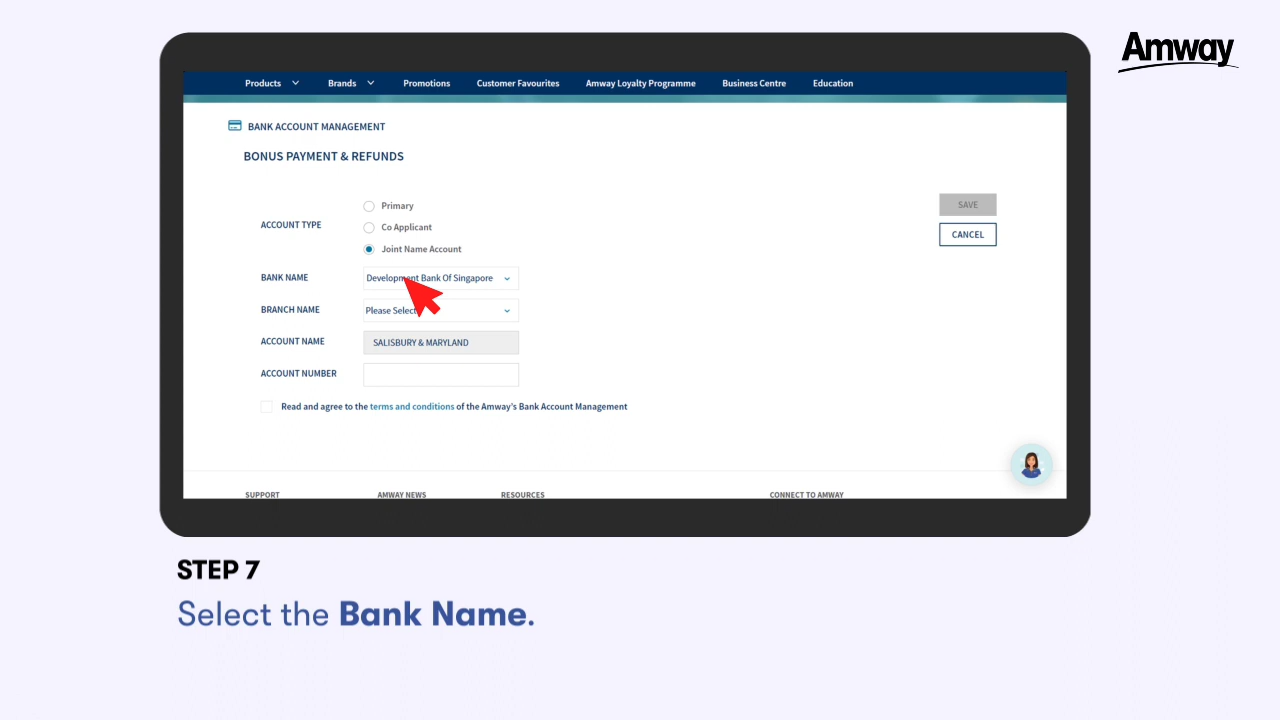 Amway
Products Brands Promotions Customer Favourites Amway Loyalty Programme Business Centre Education
BANK ACCOUNT MANAGEMENT
BONUS PAYMENT & REFUNDS
ACCOUNT TYPE
Primary
Co Applicant
Joint Name Account
SAVE
CANCEL
BANK NAME Development Bank Of Singapore
BRANCH NAME Please Select
ACCOUNT NAME SALISBURY & MARYLAND
ACCOUNT NUMBER
Read and agree to the terms and conditions of the Amway's Bank Account Management
SUPPORT AMWAY NEWS RESOURCES CONNECT TO AMWAY
STEP 7
Select the Bank Name.